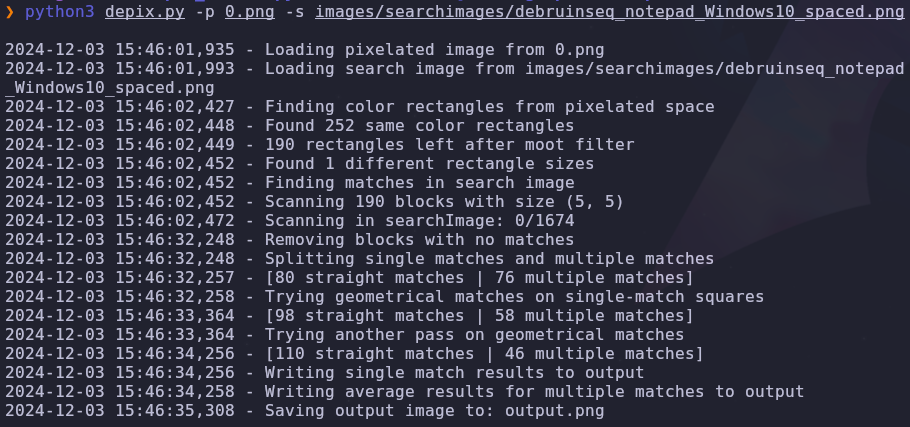 ❯ python3 depix.py -p 0.png -s images/searchimages/debruinseq_notepad_Windows10_spaced.png
2024-12-03 15:46:01,935 - Loading pixelated image from 0.png
2024-12-03 15:46:01,993 - Loading search image from images/searchimages/debruinseq_notepad
_Windows10_spaced.png
2024-12-03 15:46:02,427 - Finding color rectangles from pixelated space
2024-12-03 15:46:02,448 - Found 252 same color rectangles
2024-12-03 15:46:02,449 - 190 rectangles left after moot filter
2024-12-03 15:46:02,452 - Found 1 different rectangle sizes
2024-12-03 15:46:02,452 - Finding matches in search image
2024-12-03 15:46:02,452 - Scanning 190 blocks with size (5, 5)
2024-12-03 15:46:02,472 - Scanning in searchImage: 0/1674
2024-12-03 15:46:32,248 - Removing blocks with no matches
2024-12-03 15:46:32,248 - Splitting single matches and multiple matches
2024-12-03 15:46:32,257 - [80 straight matches | 76 multiple matches]
2024-12-03 15:46:32,258 - Trying geometrical matches on single-match squares
2024-12-03 15:46:33,364 - [98 straight matches | 58 multiple matches]
2024-12-03 15:46:33,364 - Trying another pass on geometrical matches
2024-12-03 15:46:34,256 - [110 straight matches | 46 multiple matches]
2024-12-03 15:46:34,256 - Writing single match results to output
2024-12-03 15:46:34,258 - Writing average results for multiple matches to output
2024-12-03 15:46:35,308 - Saving output image to: output.png